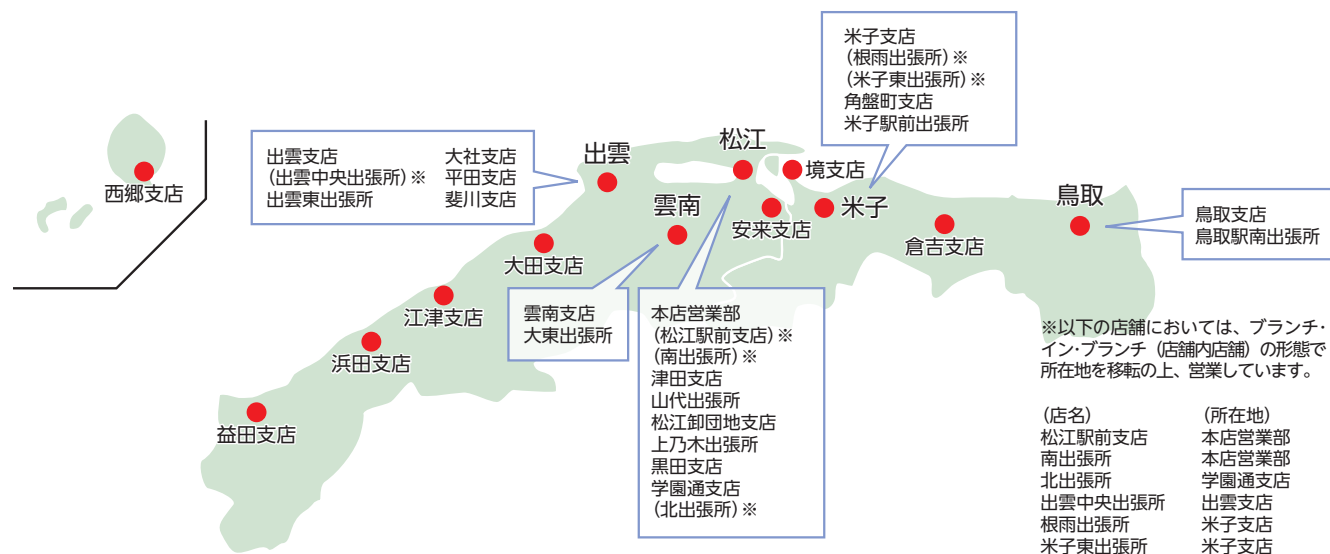 米子支店
(根雨出張所)※
(米子東出張所)※
角盤町支店
米子駅前出張所
西郷支店
出雲支店 大社支店
(出雲中央出張所)※ 平田支店
出雲東出張所 斐川支店
出雲
松江
境支店
雲南
安来支店
米子
倉吉支店
鳥取
鳥取支店
鳥取駅南出張所
大田支店
江津支店
浜田支店
益田支店
雲南支店
大東出張所
本店営業部
(松江駅前支店)※
(南出張所)※
津田支店
山代出張所
松江卸団地支店
上乃木出張所
黒田支店
学園通支店
(北出張所)※
※以下の店舗においては、ブランチ・
イン・ブランチ(店舗内店舗)の形態で
所在地を移転の上、営業しています。
(店名) (所在地)
松江駅前支店 本店営業部
南出張所 本店営業部
北出張所 学園通支店
出雲中央出張所 出雲支店
根雨出張所 米子支店
米子東出張所 米子支店